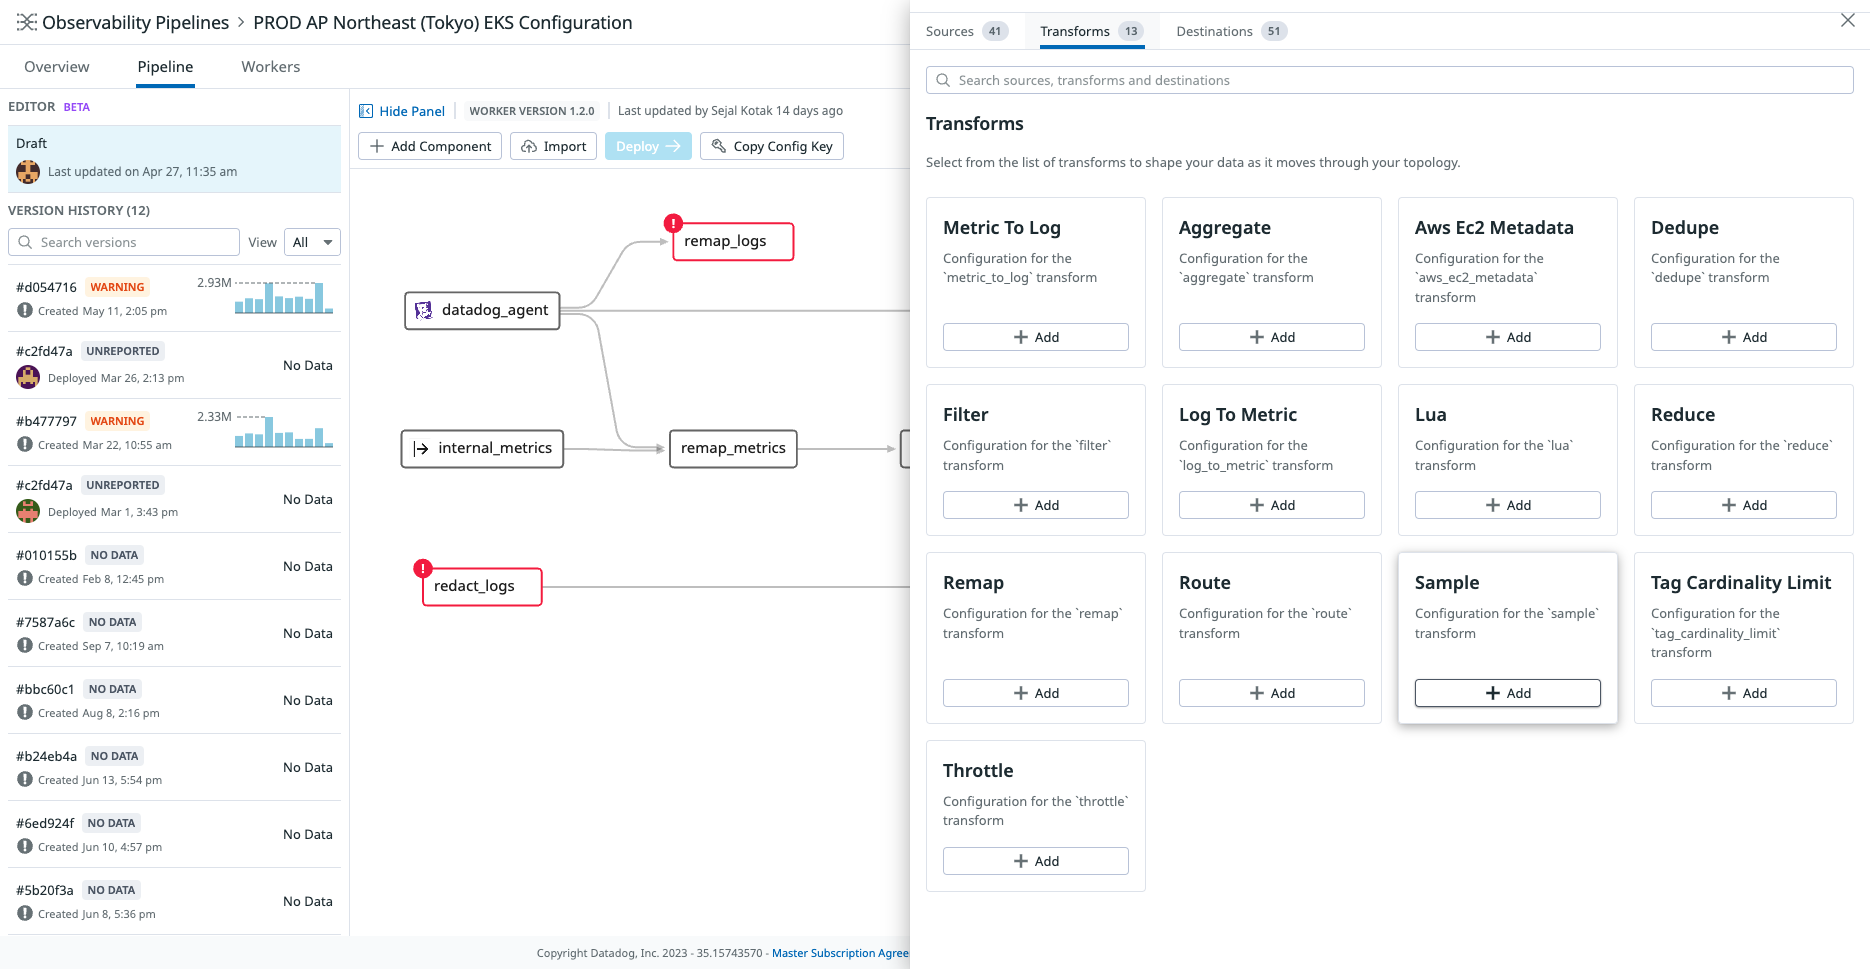 Observability Pipelines > PROD AP Northeast (Tokyo) EKS Configuration
Overview
Pipeline
Workers
EDITOR BETA
Draft
Last updated on Apr 27, 11:35 am
VERSION HISTORY (12)
Search versions
View
All
#d054716 WARNING
Created May 11, 2:05 pm
2.93M
#c2fd47a UNREPORTED
Deployed Mar 26, 2:13 pm
No Data
#b477797 WARNING
Created Mar 22, 10:55 am
2.33M
#c2fd47a UNREPORTED
Deployed Mar 1, 3:43 pm
No Data
#010155b NO DATA
Created Feb 8, 12:45 pm
No Data
#7587a6c NO DATA
Created Sep 7, 10:19 am
No Data
#bbc60c1 NO DATA
Created Aug 8, 2:16 pm
No Data
#b24eb4a NO DATA
Created Jun 13, 5:54 pm
No Data
#6ed924f NO DATA
Created Jun 10, 4:57 pm
No Data
#5b20f3a NO DATA
Created Jun 8, 5:36 pm
No Data
Hide Panel
WORKER VERSION 1.2.0
Last updated by Sejal Kotak 14 days ago
Add Component
Import
Deploy
Copy Config Key
remap_logs
datadog_agent
internal_metrics
remap_metrics
redact_logs
Copyright Datadog, Inc. 2023 - 35.15743570 - Master Subscription Agree
Sources 41
Transforms 13
Destinations 51
Search sources, transforms and destinations
Transforms
Select from the list of transforms to shape your data as it moves through your topology.
Metric To Log
Configuration for the
`metric_to_log` transform
Add
Aggregate
Configuration for the
`aggregate` transform
Add
Aws Ec2 Metadata
Configuration for the
`aws_ec2_metadata`
transform
Add
Dedupe
Configuration for the
`dedupe` transform
Add
Filter
Configuration for the `filter`
transform
Add
Log To Metric
Configuration for the
`log_to_metric` transform
Add
Lua
Configuration for the `lua`
transform
Add
Reduce
Configuration for the `reduce`
transform
Add
Remap
Configuration for the `remap`
transform
Add
Route
Configuration for the `route`
transform
Add
Sample
Configuration for the `sample`
transform
Add
Tag Cardinality Limit
Configuration for the
`tag_cardinality_limit`
transform
Add
Throttle
Configuration for the `throttle`
transform
Add